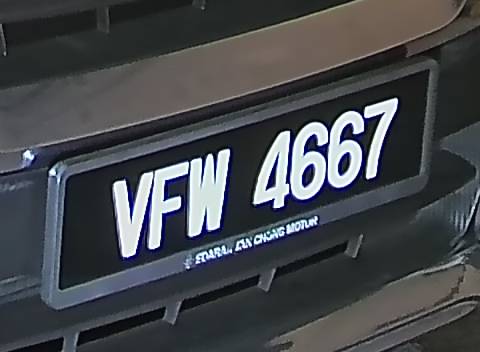 VFW 4667
EDARAN TAN CHONG MOTOR